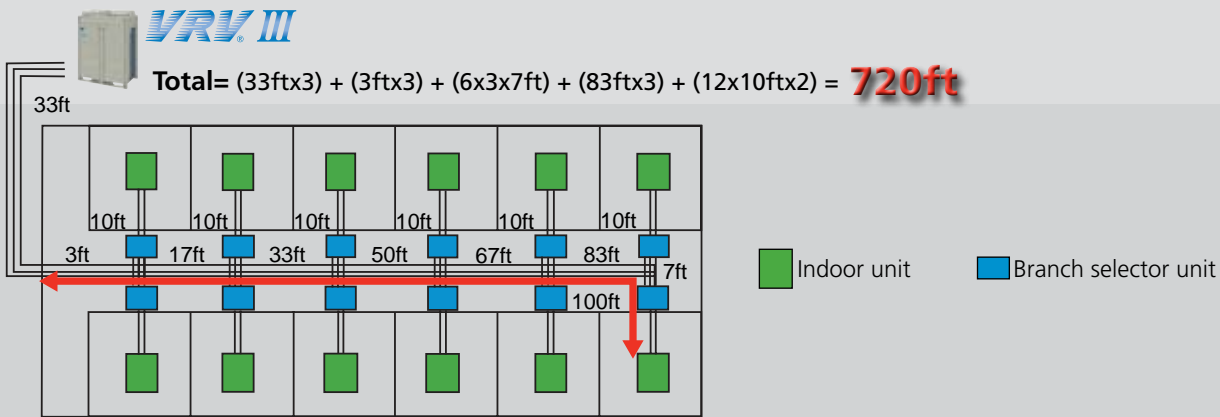 VRV® III
Total= (33ftx3) + (3ftx3) + (6x3x7ft) + (83ftx3) + (12x10ftx2) = 720ft
33ft
10ft 10ft 10ft 10ft 10ft 10ft
3ft 17ft 33ft 50ft 67ft 83ft
7ft
Indoor unit Branch selector unit
100ft